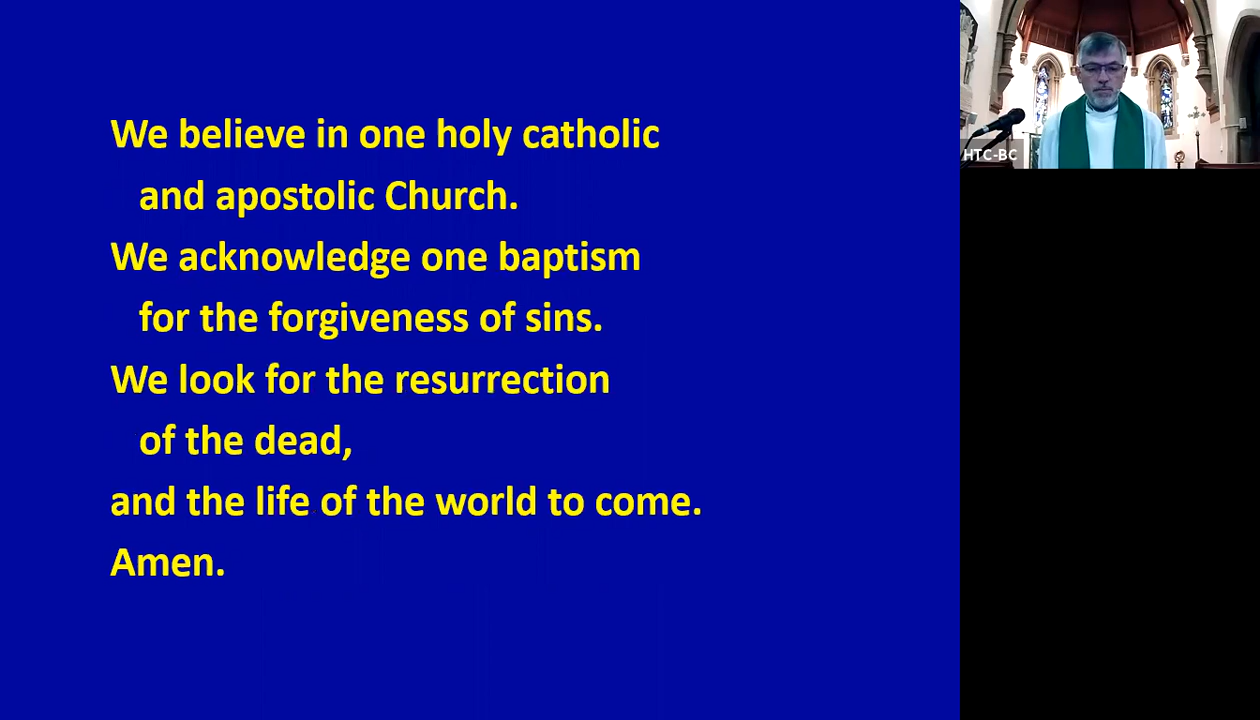 We believe in one holy catholic
and apostolic Church.
We acknowledge one baptism
for the forgiveness of sins.
We look for the resurrection
of the dead,
and the life of the world to come.
Amen.
HTC-BC